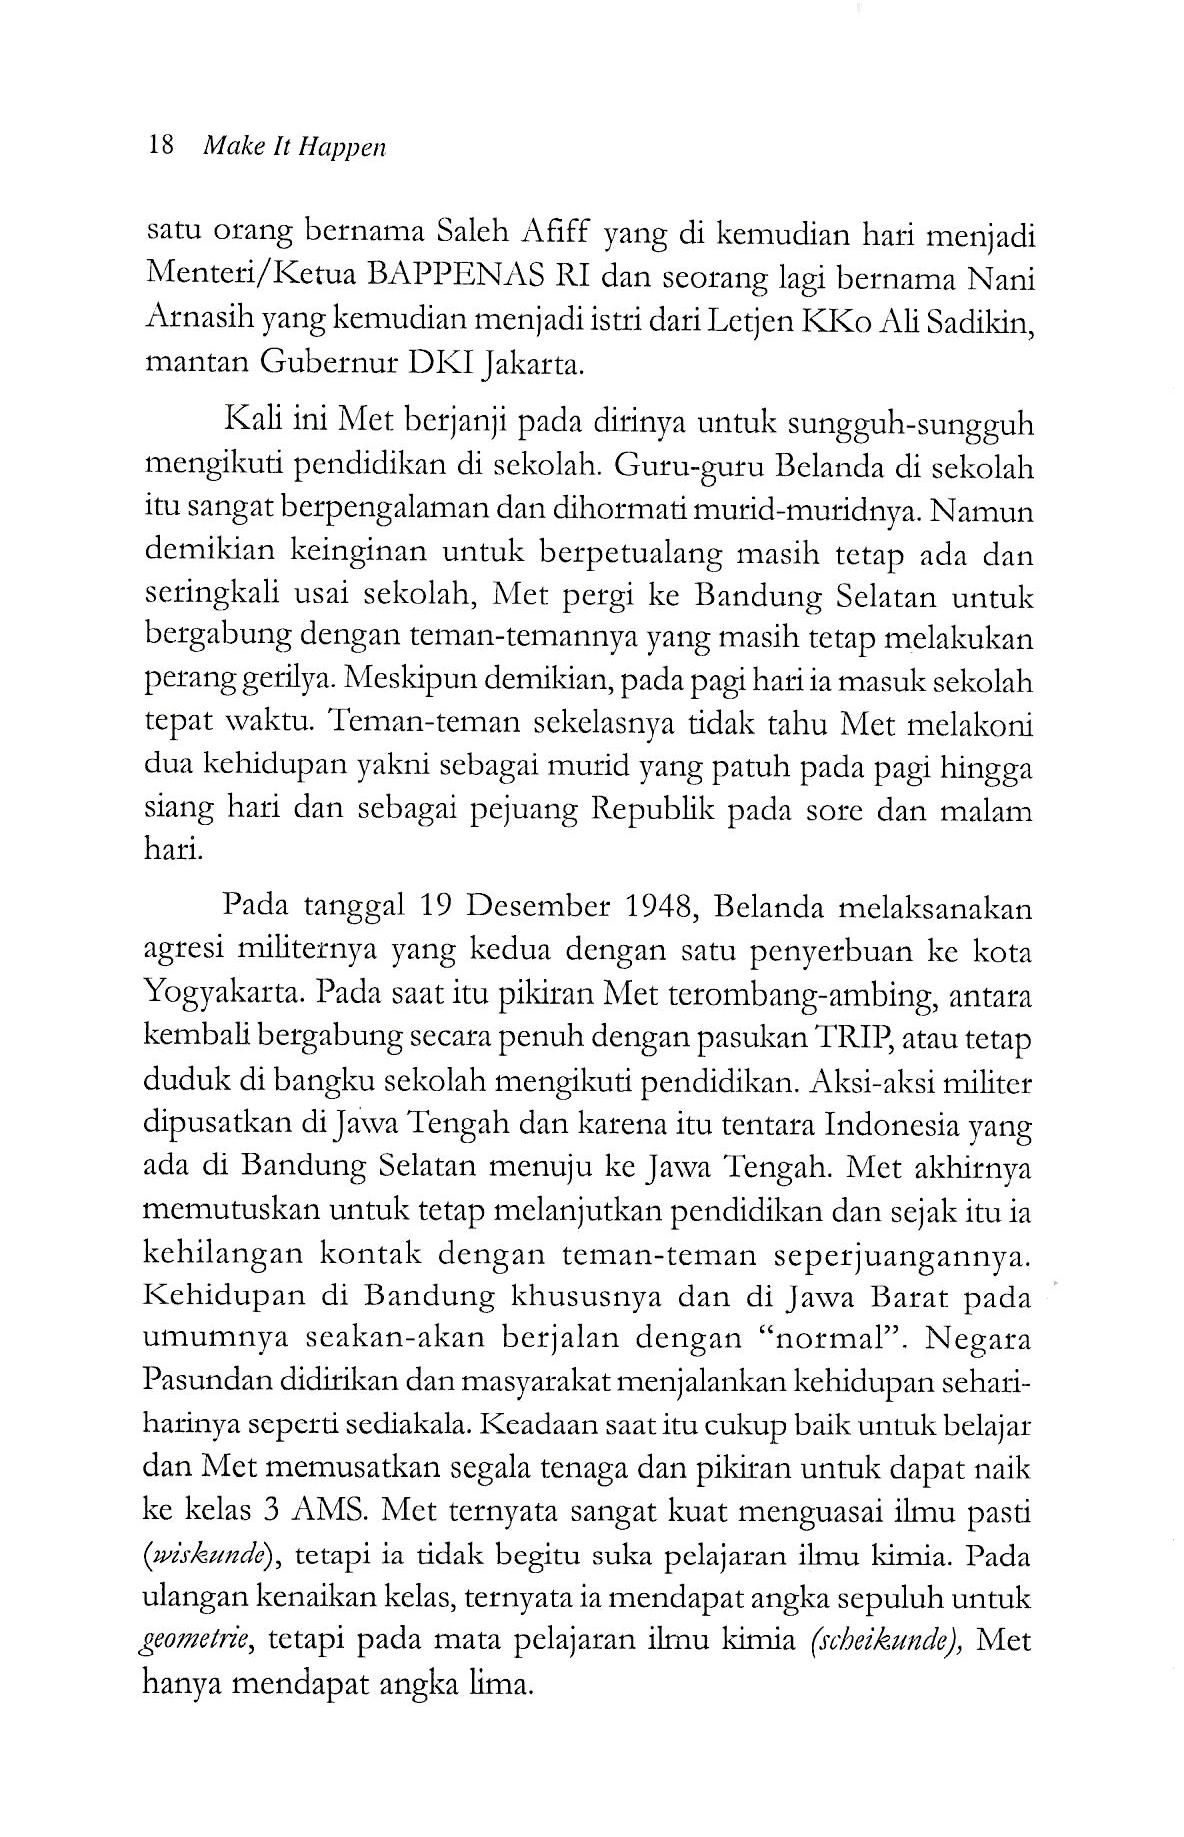 18 Make It Happen
satu orang bernama Saleh Afiff yang di kemudian hari menjadi
Menteri/Ketua BAPPENAS RI dan seorang lagi bernama Nani
Arnasih yang kemudian menjadi istri dari Letjen KKo Ali Sadikin,
mantan Gubernur DKI Jakarta.
Kali ini Met berjanji pada dirinya untuk sungguh-sungguh
mengikuti pendidikan di sekolah. Guru-guru Belanda di sekolah
itu sangat berpengalaman dan dihormati murid-muridnya. Namun
demikian keinginan untuk berpetualang masih tetap ada dan
seringkali usai sekolah, Met pergi ke Bandung Selatan untuk
bergabung dengan teman-temannya yang masih tetap melakukan
perang gerilya. Meskipun demikian, pada pagi hari ia masuk sekolah
tepat waktu. Teman-teman sekelasnya tidak tahu Met melakoni
dua kehidupan yakni sebagai murid yang patuh pada pagi hingga
siang hari dan sebagai pejuang Republik pada sore dan malam
hari.
Pada tanggal 19 Desember 1948, Belanda melaksanakan
agresi militernya yang kedua dengan satu penyerbuan ke kota
Yogyakarta. Pada saat itu pikiran Met terombang-ambing, antara
kembali bergabung secara penuh dengan pasukan TRIP, atau tetap
duduk di bangku sekolah mengikuti pendidikan. Aksi-aksi militer
dipusatkan di Jawa Tengah dan karena itu tentara Indonesia yang
ada di Bandung Selatan menuju ke Jawa Tengah. Met akhirnya
memutuskan untuk tetap melanjutkan pendidikan dan sejak itu ia
kehilangan kontak dengan teman-teman seperjuangannya.
Kehidupan di Bandung khususnya dan di Jawa Barat pada
umumnya seakan-akan berjalan dengan “normal”. Negara
Pasundan didirikan dan masyarakat menjalankan kehidupan sehari-
harinya seperti sediakala. Keadaan saat itu cukup baik untuk belajar
dan Met memusatkan segala tenaga dan pikiran untuk dapat naik
ke kelas 3 AMS. Met ternyata sangat kuat menguasai ilmu pasti
(wiskunde), tetapi ia tidak begitu suka pelajaran ilmu kimia. Pada
ulangan kenaikan kelas, ternyata ia mendapat angka sepuluh untuk
geometrie, tetapi pada mata pelajaran ilmu kimia (scheikunde), Met
hanya mendapat angka lima.